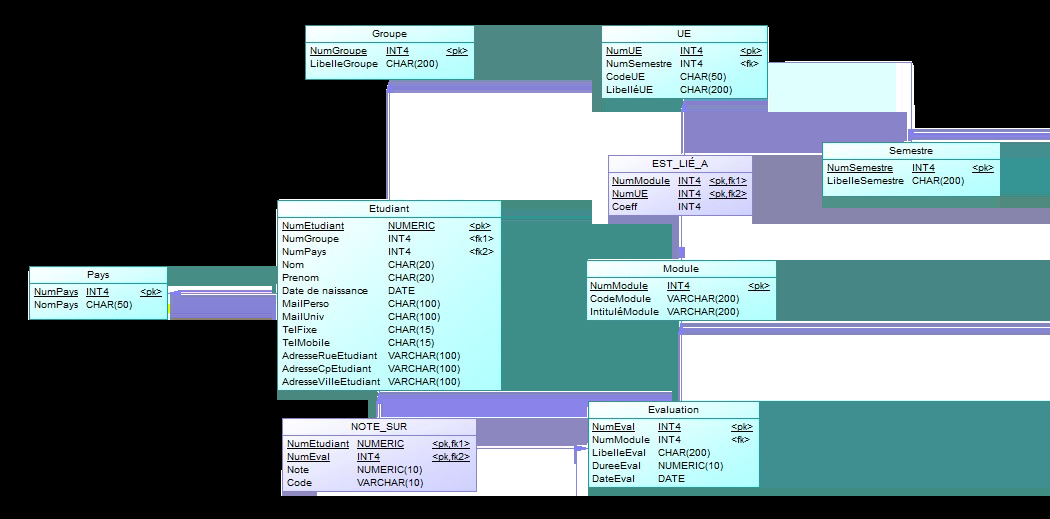 Groupe
NumGroupe INT4 <pk>
LibelleGroupe CHAR(200)
UE
NumUE INT4 <pk>
NumSemestre INT4 <fk>
CodeUE CHAR(50)
LibelléUE CHAR(200)
EST_LIÉ_A
NumModule INT4 <pk,fk1>
NumUE INT4 <pk,fk2>
Coeff INT4
Semestre
NumSemestre INT4 <pk>
LibelleSemestre CHAR(200)
Etudiant
NumEtudiant NUMERIC <pk>
NumGroupe INT4 <fk1>
NumPays INT4 <fk2>
Nom CHAR(20)
Prenom CHAR(20)
Date de naissance DATE
MailPerso CHAR(100)
MailUniv CHAR(100)
TelFixe CHAR(15)
TelMobile CHAR(15)
AdresseRueEtudiant VARCHAR(100)
AdresseCpEtudiant VARCHAR(100)
AdresseVilleEtudiant VARCHAR(100)
Pays
NumPays INT4 <pk>
NomPays CHAR(50)
Module
NumModule INT4 <pk>
CodeModule VARCHAR(200)
IntituléModule VARCHAR(200)
NOTE_SUR
NumEtudiant NUMERIC <pk,fk1>
NumEval INT4 <pk,fk2>
Note NUMERIC(10)
Code VARCHAR(10)
Evaluation
NumEval INT4 <pk>
NumModule INT4 <fk>
LibelleEval CHAR(200)
DureeEval NUMERIC(10)
DateEval DATE